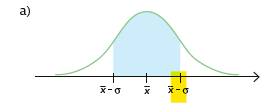 a)
x̄ - σ x̄ x̄ - σ